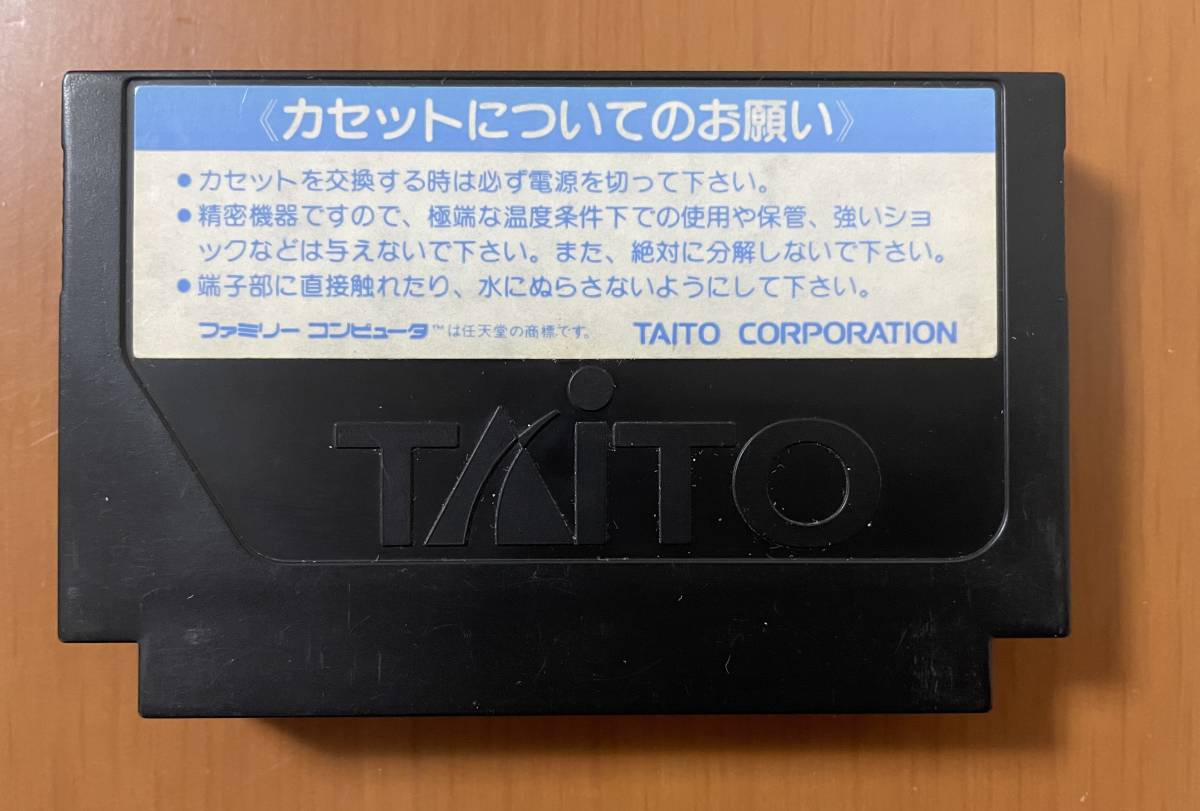 《カセットについてのお願い》
●カセットを交換する時は必ず電源を切って下さい。
●精密機器ですので、極端な温度条件下での使用や保管、強いショ
ックなどは与えないで下さい。また、絶対に分解しないで下さい。
●端子部に直接触れたり、水にぬらさないようにして下さい。
ファミリー コンピュータ™は任天堂の商標です。 TAITO CORPORATION
TAiTO